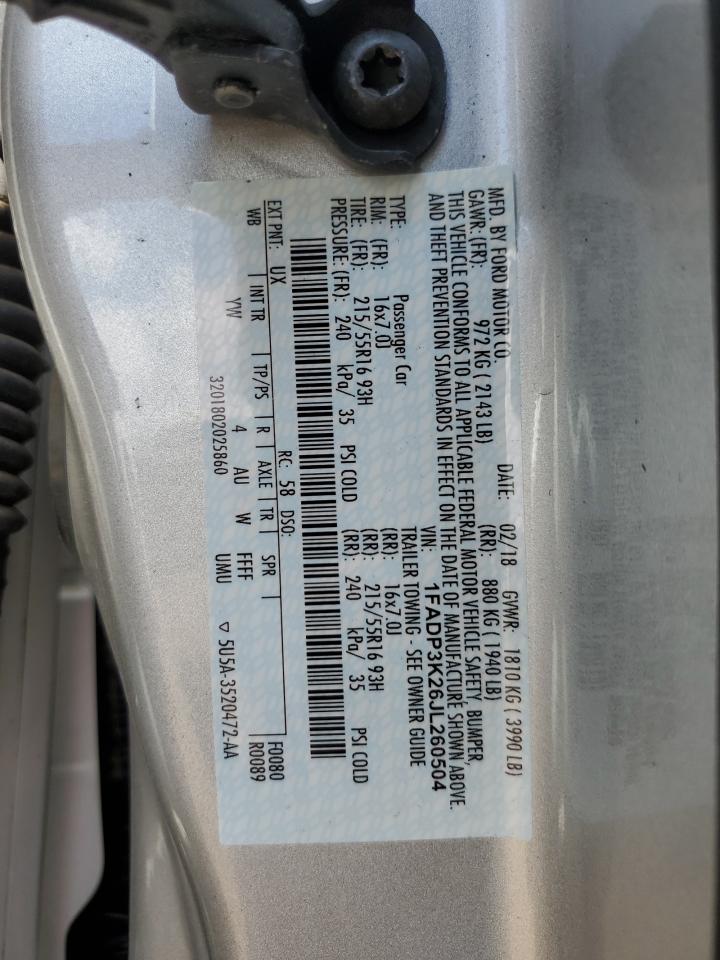 MFD. BY FORD MOTOR CO. DATE: 02/18 GVWR: 1810 KG ( 3990 LB)
GAWR: (FR): 972 KG ( 2143 LB) (RR): 880 KG ( 1940 LB)
THIS VEHICLE CONFORMS TO ALL APPLICABLE FEDERAL MOTOR VEHICLE SAFETY, BUMPER,
AND THEFT PREVENTION STANDARDS IN EFFECT ON THE DATE OF MANUFACTURE SHOWN ABOVE.
VIN: 1FADP3K26JL260504
TYPE: Passenger Car TRAILER TOWING - SEE OWNER GUIDE
RIM: (FR): 16x7.0J (RR): 16x7.0J
TIRE: (FR): 215/55R16 93H (RR): 215/55R16 93H
PRESSURE: (FR): 240 kPa/ 35 PSI COLD (RR): 240 kPa/ 35 PSI COLD
EXT PNT: UX RC: 58 DSO: F0080
WB INT TR TP/PS R AXLE TR SPR R0089
YW 4 AU W FFFF
3201802025860 UMU ▽ 5U5A-3520472-AA